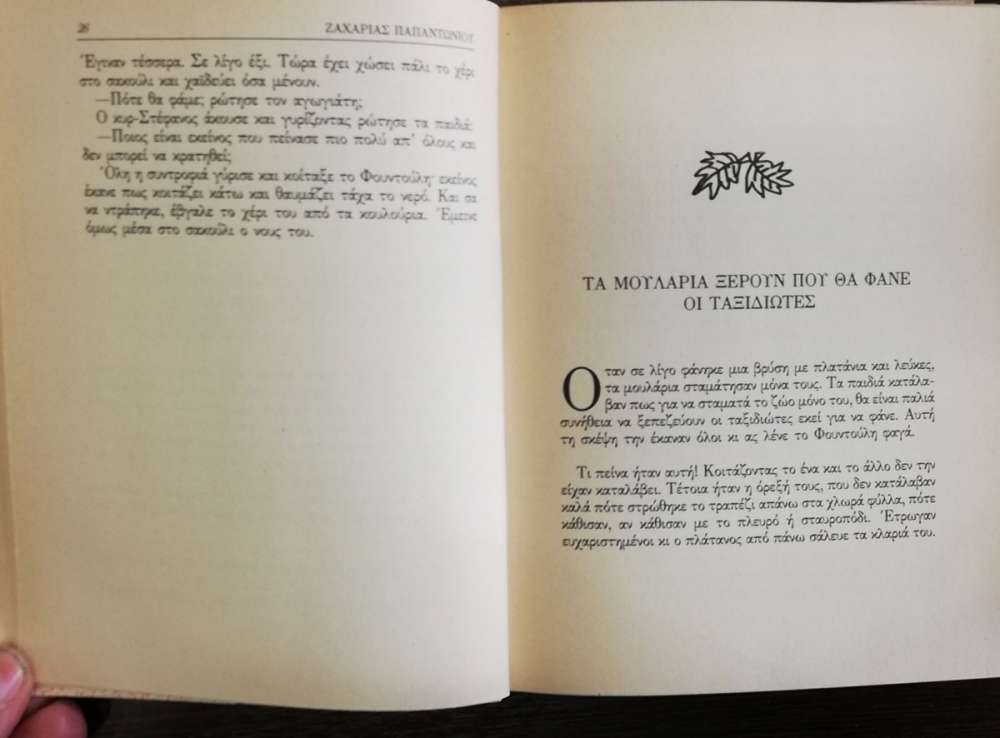 26
ΖΑΧΑΡΙΑΣ ΠΑΠΑΝΤΩΝΙΟΥ
Έγιναν τέσσερα. Σε λίγο έξι. Τώρα έχει χώσει πάλι το χέρι
στο σακούλι και χαϊδεύει όσα μένουν.
—Πότε θα φάμε; ρώτησε τον αγωγιάτη;
Ο κυρ-Στέφανος άκουσε και γυρίζοντας ρώτησε τα παιδιά:
—Ποιος είναι εκείνος που πείνασε πιο πολύ απ' όλους και
δεν μπορεί να κρατηθεί;
Όλη η συντροφιά γύρισε και κοίταξε το Φουντούλη· εκείνος
έκανε πως κοιτάζει κάτω και θαυμάζει τάχα το νερό. Και σα
να ντράπηκε, έβγαλε το χέρι του από τα κουλούρια. Έμεινε
όμως μέσα στο σακούλι ο νους του.
ΤΑ ΜΟΥΛΑΡΙΑ ΞΕΡΟΥΝ ΠΟΥ ΘΑ ΦΑΝΕ
ΟΙ ΤΑΞΙΔΙΩΤΕΣ
Οταν σε λίγο φάνηκε μια βρύση με πλατάνια και λεύκες,
τα μουλάρια σταμάτησαν μόνα τους. Τα παιδιά κατάλα-
βαν πως για να σταματά το ζώο μόνο του, θα είναι παλιά
συνήθεια να ξεπεζεύουν οι ταξιδιώτες εκεί για να φάνε. Αυτή
τη σκέψη την έκαναν όλοι κι ας λένε το Φουντούλη φαγά.
Τι πείνα ήταν αυτή! Κοιτάζοντας το ένα και το άλλο δεν την
είχαν καταλάβει. Τέτοια ήταν η όρεξή τους, που δεν κατάλαβαν
καλά πότε στρώθηκε το τραπέζι απάνω στα χλωρά φύλλα, πότε
κάθισαν, αν κάθισαν με το πλευρό ή σταυροπόδι. Έτρωγαν
ευχαριστημένοι κι ο πλάτανος από πάνω σάλευε τα κλαριά του.